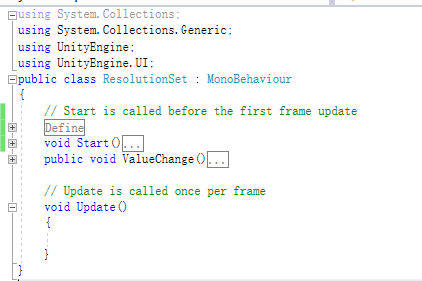 using System.Collections;
using System.Collections.Generic;
using UnityEngine;
using UnityEngine.UI;
public class ResolutionSet : MonoBehaviour
{
// Start is called before the first frame update
Define
void Start()...
public void ValueChange()...
// Update is called once per frame
void Update()
{
}
}